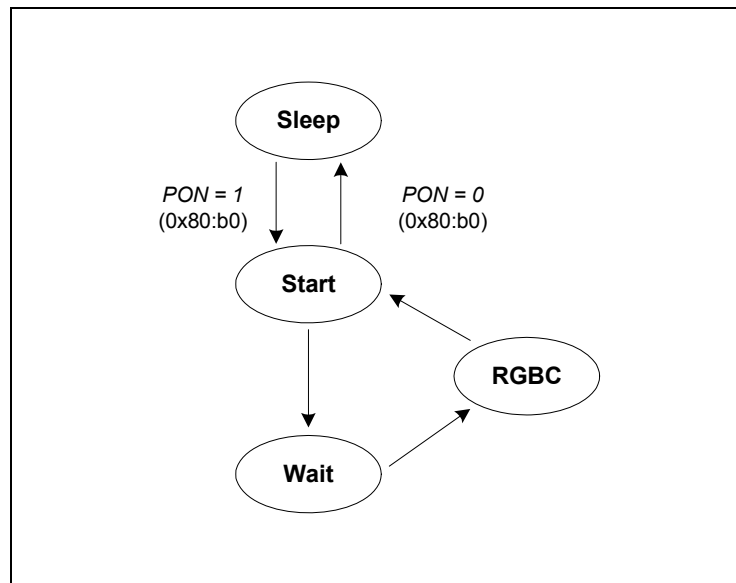 Sleep
PON = 1
(0x80:b0)
PON = 0
(0x80:b0)
Start
RGBC
Wait